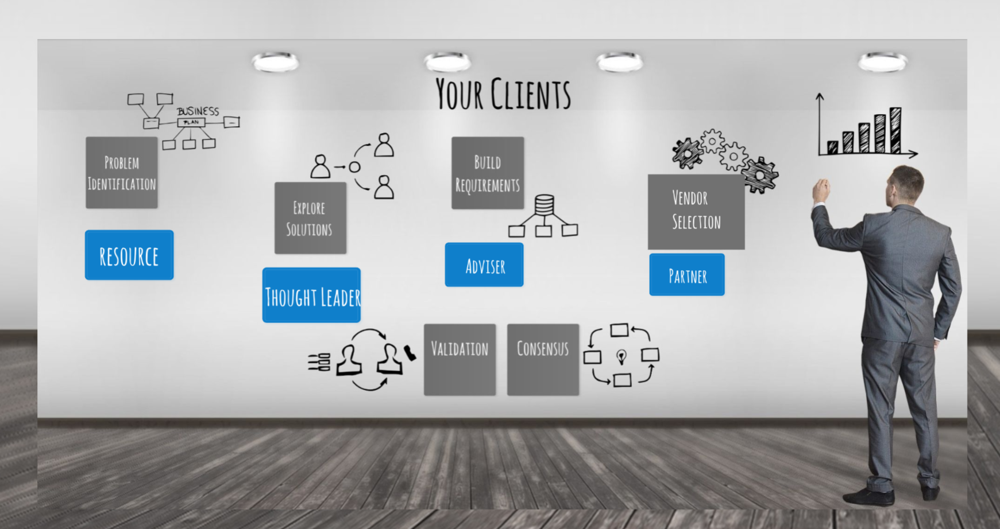 Your Clients
BUSINESS
PLAN
Problem
Identification
RESOURCE
Explore
Solutions
Thought Leader
Build
Requirements
Adviser
Vendor
Selection
Partner
Validation
Consensus